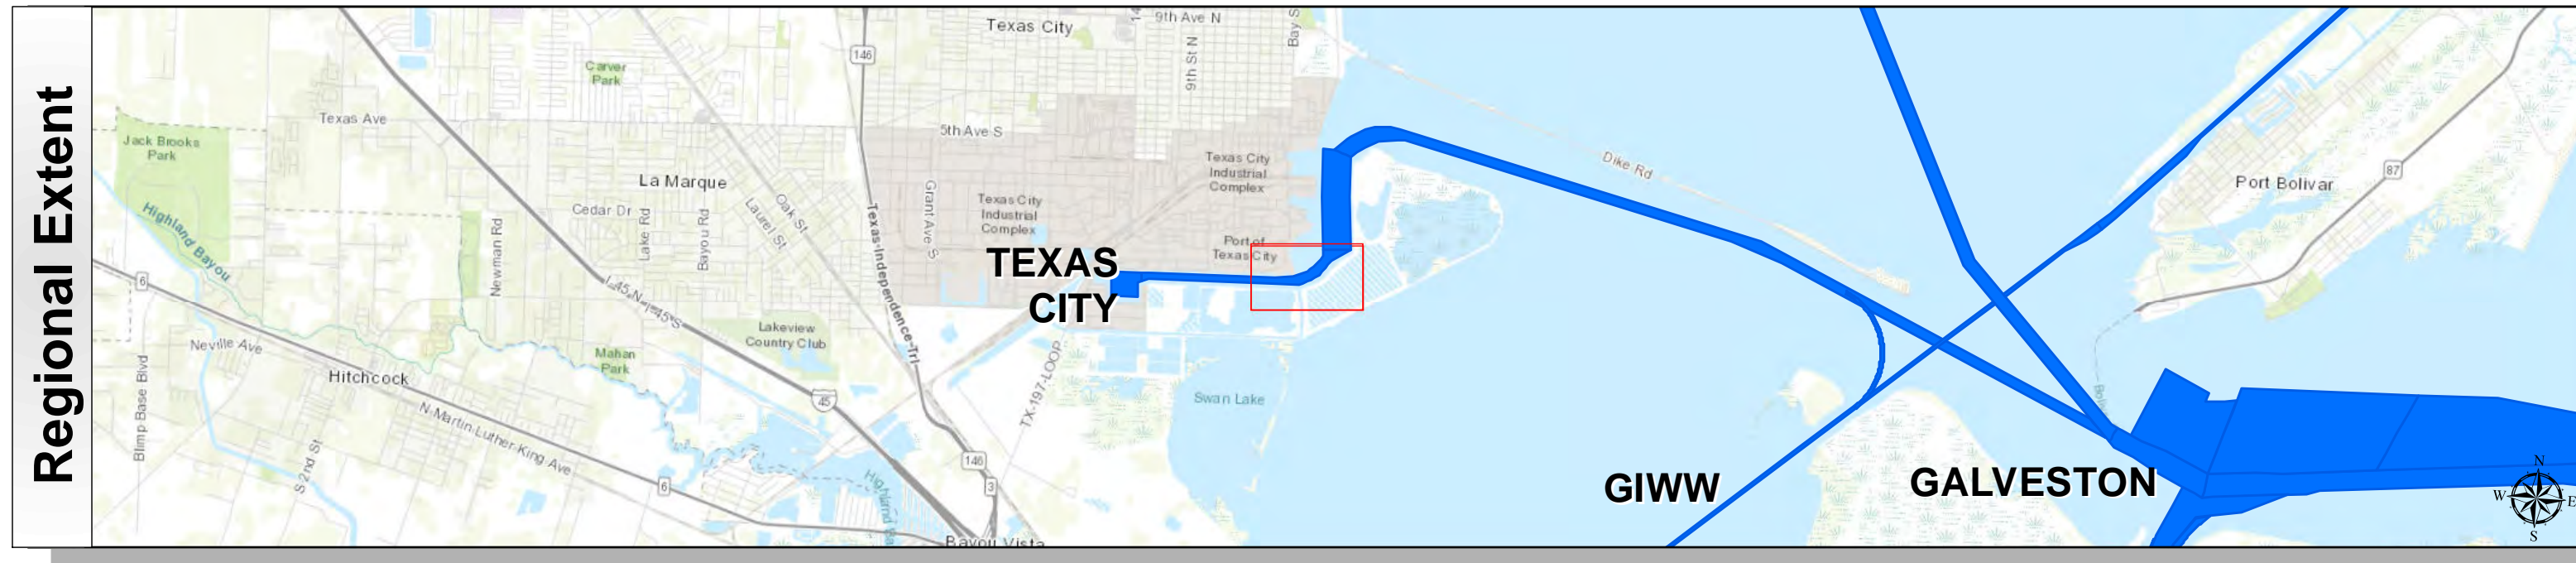 Regional Extent
Texas City
14
9th Ave N
9th St N
Bay S
146
Carver
Park
Texas Ave
5th Ave S
Jack Brooks
Park
La Marque
Texas City
Industrial
Complex
Texas City
Industrial
Complex
Dike Rd
87
Port Bolivar
Cedar Dr
Lake Rd
Bayou Rd
Oak St
Laurel St
Grant Ave S
Texas-Independence-Trl
Newman Rd
Highland Bayou
Port of
Texas City
TEXAS
CITY
6
I-45-N-I-45-S
Lakeview
Country Club
Neville Ave
Mahan
Park
Hitchcock
Blimp Base Blvd
45
TX-197-LOOP
Swan Lake
N-Martin-Luther-King-Ave
S 2nd St
146
3
6
Highland Ba
Bayou Vista
GIWW
GALVESTON
N
W
E
S